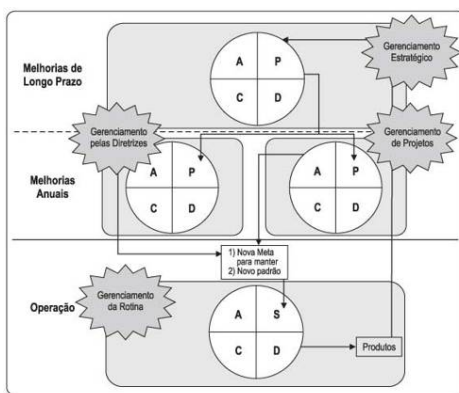 Melhorias de
Longo Prazo
A P
C D
Gerenciamento
Estratégico
Gerenciamento
pelas Diretrizes
Gerenciamento
de Projetos
Melhorias
Anuais
A P
C D
A P
C D
1) Nova Meta
para manter
2) Novo padrão
Operação
Gerenciamento
da Rotina
A S
C D
Produtos